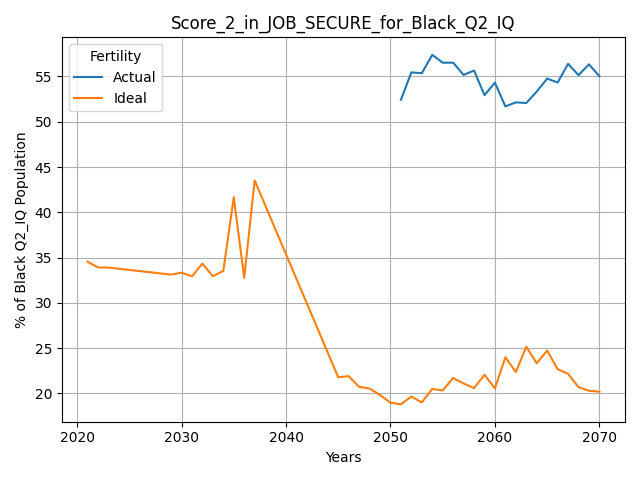 Score_2_in_JOB_SECURE_for_Black_Q2_IQ
Fertility
Actual
Ideal
% of Black Q2_IQ Population
55
50
45
40
35
30
25
20
2020 2030 2040 2050 2060 2070
Years